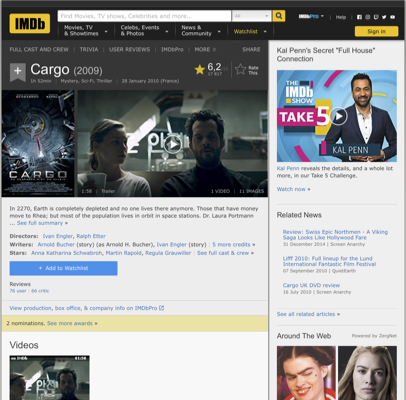 IMDb
Find Movies, TV shows, Celebrities and more...
All
IMDbPro
Help
Movies, TV & Showtimes
Celebs, Events & Photos
News & Community
Watchlist
Sign in
FULL CAST AND CREW | TRIVIA | USER REVIEWS | IMDbPro | MORE
SHARE
Cargo (2009)
1h 52min | Mystery, Sci-Fi, Thriller | 28 January 2010 (France)
6,2
Rate This
CARGO
1:58 | Trailer
1 VIDEO | 11 IMAGES
In 2270, Earth is completely depleted and no one lives there anymore. Those that have money
to move to Rhea; but most of the population lives in orbit in space stations. Dr. Laura Portmann
... See full summary »
Directors: Ivan Engler, Ralph Etter
Writers: Arnold Bucher (story) (as Arnold H. Bucher), Ivan Engler (story) | 5 more credits »
Stars: Anna Katharina Schwabroh, Martin Rapold, Regula Grauwiller | See full cast & crew »
+ Add to Watchlist
Reviews
76 user | 66 critic
View production, box office, & company info on IMDbPro
2 nominations. See more awards »
Videos
01:58
Kal Penn's Secret "Full House"
Connection
THE IMDb SHOW
TAKE 5
KAL PENN
Kal Penn reveals the details, and a whole lot
more, in our Take 5 Challenge.
Watch now »
Related News
Review: Swiss Epic Northmen - A Viking
Saga Looks Like Hollywood Fare
31 December 2014 | Screen Anarchy
Liff 2010: Full lineup for the Lund
International Fantastic Film Festival
07 September 2010 | QuietEarth
Cargo UK DVD review
16 July 2010 | Screen Anarchy
See all related articles »
Around The Web
Powered by ZergNet